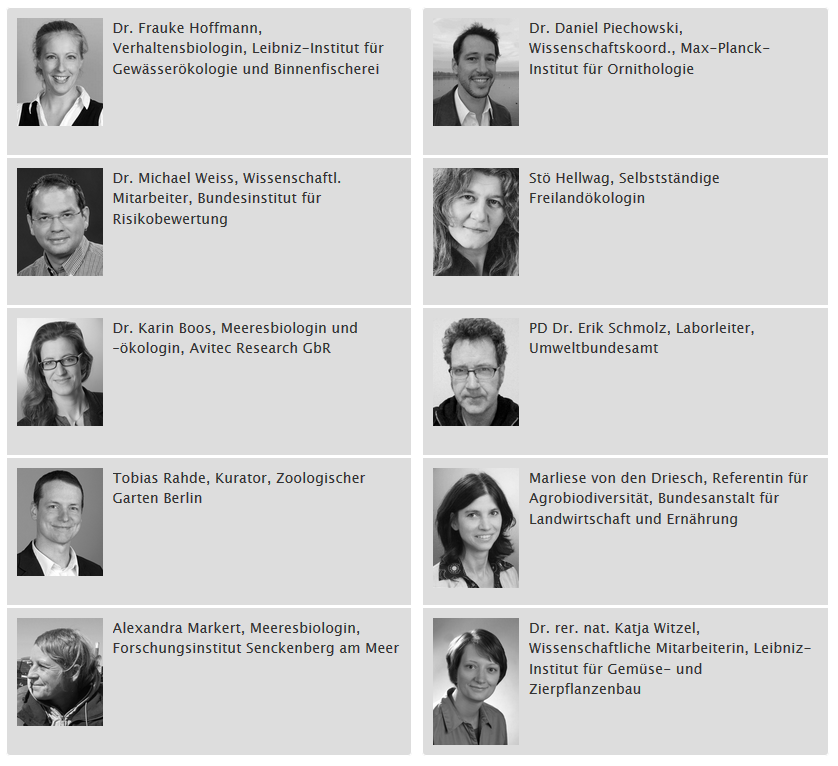 Dr. Frauke Hoffmann,
Verhaltensbiologin, Leibniz-Institut für
Gewässerökologie und Binnenfischerei
Dr. Daniel Piechowski,
Wissenschaftskoord., Max-Planck-
Institut für Ornithologie
Dr. Michael Weiss, Wissenschaftl.
Mitarbeiter, Bundesinstitut für
Risikobewertung
Stö Hellwag, Selbstständige
Freilandökologin
Dr. Karin Boos, Meeresbiologin und
-ökologin, Avitec Research GbR
PD Dr. Erik Schmolz, Laborleiter,
Umweltbundesamt
Tobias Rahde, Kurator, Zoologischer
Garten Berlin
Marliese von den Driesch, Referentin für
Agrobiodiversität, Bundesanstalt für
Landwirtschaft und Ernährung
Alexandra Markert, Meeresbiologin,
Forschungsinstitut Senckenberg am Meer
Dr. rer. nat. Katja Witzel,
Wissenschaftliche Mitarbeiterin, Leibniz-
Institut für Gemüse- und
Zierpflanzenbau